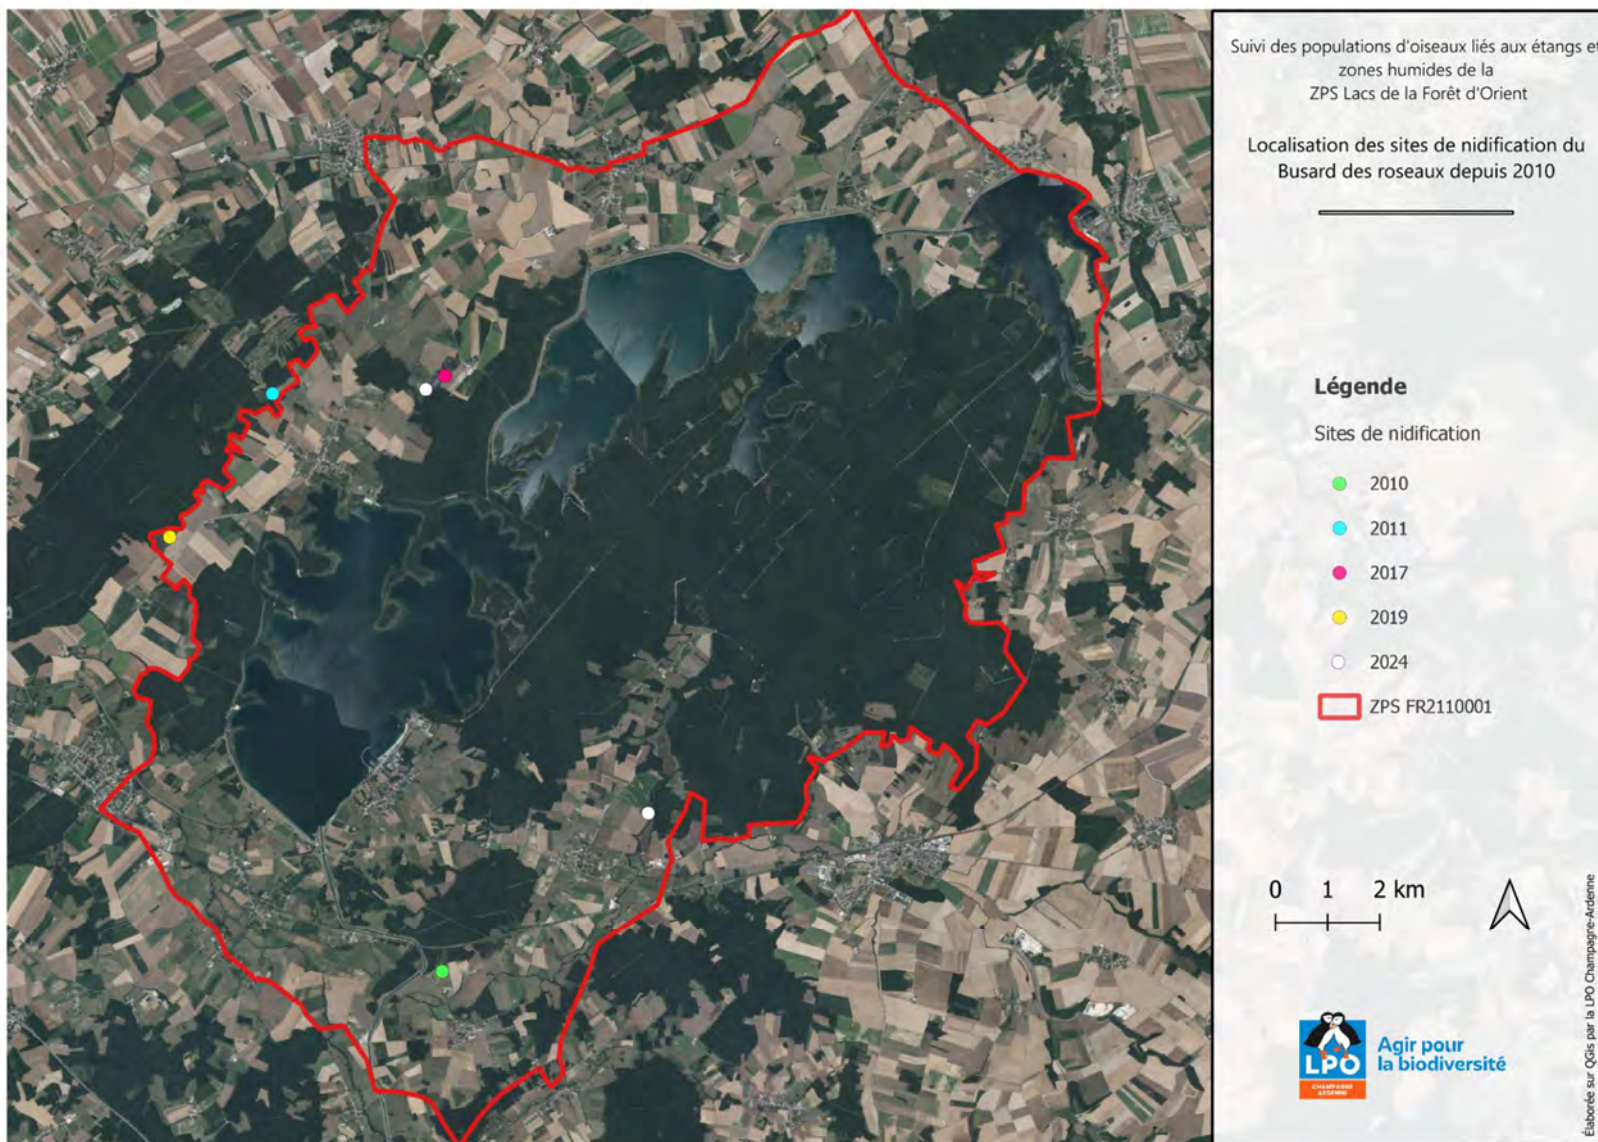 Suivi des populations d'oiseaux liés aux étangs et
zones humides de la
ZPS Lacs de la Forêt d'Orient
Localisation des sites de nidification du
Busard des roseaux depuis 2010
Légende
Sites de nidification
2010
2011
2017
2019
2024
ZPS FR2110001
0 1 2 km
LPO
CHAMPAGNE
ARDENNE
Agir pour
la biodiversité
Élaborée sur QGis par la LPO Champagne-Ardenne